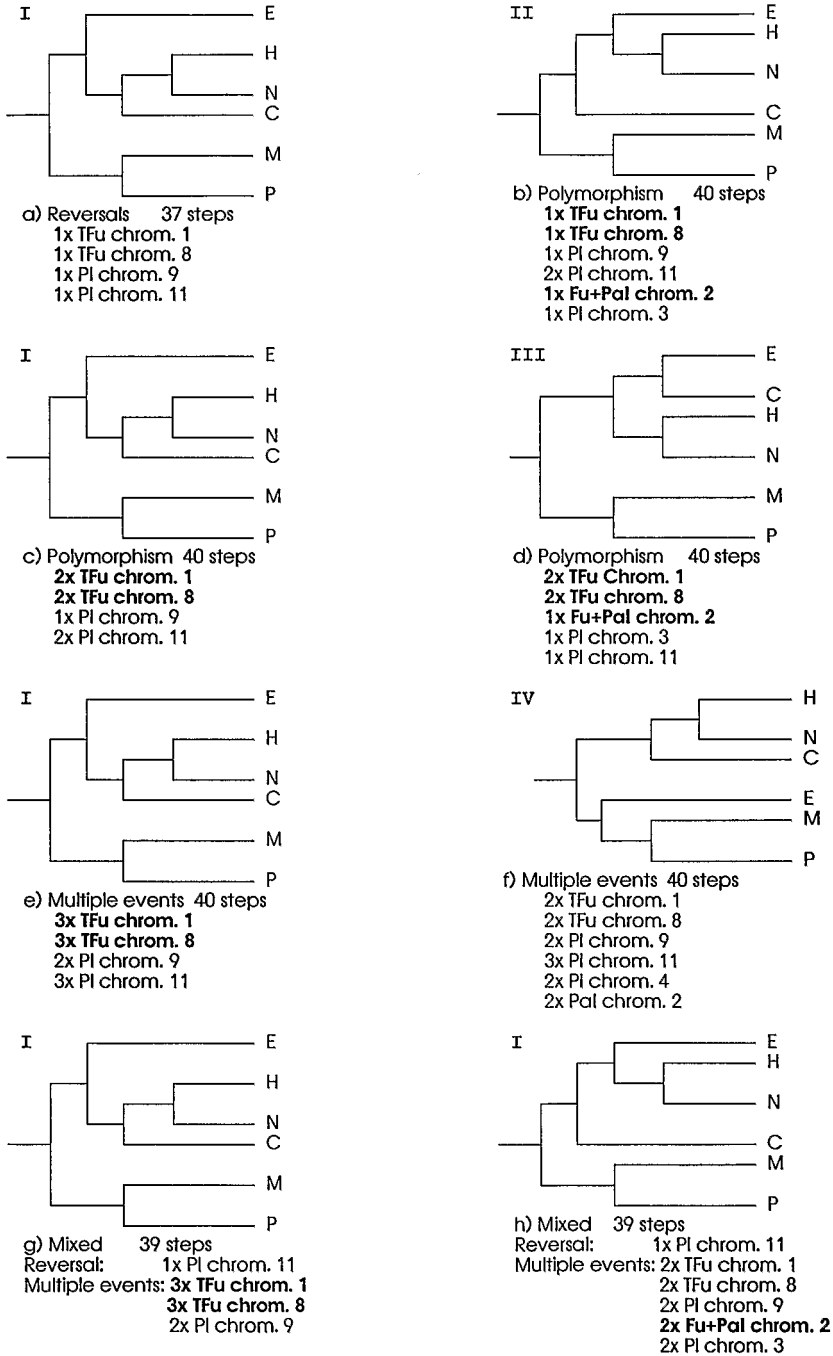 I
E
H
N
C
M
P
a) Reversals 37 steps
1x TFu chrom. 1
1x TFu chrom. 8
1x Pl chrom. 9
1x Pl chrom. 11
II
E
H
N
C
M
P
b) Polymorphism 40 steps
1x TFu chrom. 1
1x TFu chrom. 8
1x Pl chrom. 9
2x Pl chrom. 11
1x Fu+Pal chrom. 2
1x Pl chrom. 3
I
E
H
N
C
M
P
c) Polymorphism 40 steps
2x TFu chrom. 1
2x TFu chrom. 8
1x Pl chrom. 9
2x Pl chrom. 11
III
E
C
H
N
M
P
d) Polymorphism 40 steps
2x TFu Chrom. 1
2x TFu chrom. 8
1x Fu+Pal chrom. 2
1x Pl chrom. 3
1x Pl chrom. 11
I
E
H
N
C
M
P
e) Multiple events 40 steps
3x TFu chrom. 1
3x TFu chrom. 8
2x Pl chrom. 9
3x Pl chrom. 11
IV
H
N
C
E
M
P
f) Multiple events 40 steps
2x TFu chrom. 1
2x TFu chrom. 8
2x Pl chrom. 9
3x Pl chrom. 11
2x Pl chrom. 4
2x Pal chrom. 2
I
E
H
N
C
M
P
g) Mixed 39 steps
Reversal: 1x Pl chrom. 11
Multiple events: 3x TFu chrom. 1
3x TFu chrom. 8
2x Pl chrom. 9
I
E
H
N
C
M
P
h) Mixed 39 steps
Reversal: 1x Pl chrom. 11
Multiple events: 2x TFu chrom. 1
2x TFu chrom. 8
2x Pl chrom. 9
2x Fu+Pal chrom. 2
2x Pl chrom. 3